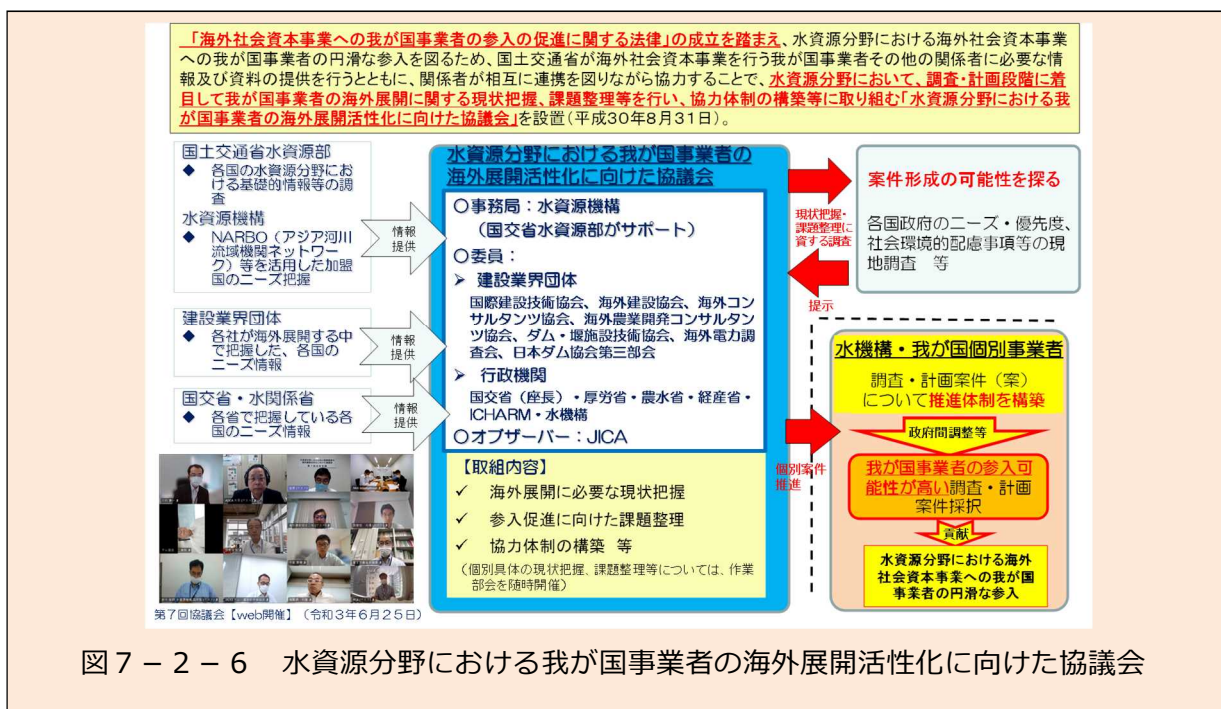 「海外社会資本事業への我が国事業者の参入の促進に関する法律」の成立を踏まえ、水資源分野における海外社会資本事業
への我が国事業者の円滑な参入を図るため、国土交通省が海外社会資本事業を行う我が国事業者その他の関係者に必要な情
報及び資料の提供を行うとともに、関係者が相互に連携を図りながら協力することで、水資源分野において、調査・計画段階に着
目して我が国事業者の海外展開に関する現状把握、課題整理等を行い、協力体制の構築等に取り組む「水資源分野における我
が国事業者の海外展開活性化に向けた協議会」を設置(平成30年8月31日)。
国土交通省水資源部
◆ 各国の水資源分野にお
ける基礎的情報等の調
査
水資源機構
◆ NARBO(アジア河川
流域機関ネットワー
ク)等を活用した加盟
国のニーズ把握
情報
提供
建設業界団体
◆ 各社が海外展開する中
で把握した、各国の
ニーズ情報
情報
提供
国交省・水関係省
◆ 各省で把握している各
国のニーズ情報
情報
提供
第7回協議会【web開催】(令和3年6月25日)
水資源分野における我が国事業者の
海外展開活性化に向けた協議会
○事務局:水資源機構
(国交省水資源部がサポート)
○委員:
➢ 建設業界団体
国際建設技術協会、海外建設協会、海外コン
サルタンツ協会、海外農業開発コンサルタン
ツ協会、ダム・堰施設技術協会、海外電力調
査会、日本ダム協会第三部会
➢ 行政機関
国交省(座長)・厚労省・農水省・経産省・
ICHARM・水機構
○オブザーバー:JICA
【取組内容】
✓ 海外展開に必要な現状把握
✓ 参入促進に向けた課題整理
✓ 協力体制の構築 等
(個別具体の現状把握、課題整理等については、作業
部会を随時開催)
現状把握・
課題整理に
資する調査
提示
個別案件
推進
案件形成の可能性を探る
各国政府のニーズ・優先度、
社会環境的配慮事項等の現
地調査 等
水機構・我が国個別事業者
調査・計画案件(案)
について推進体制を構築
政府間調整等
我が国事業者の参入可
能性が高い調査・計画
案件採択
貢献
水資源分野における海外
社会資本事業への我が国
事業者の円滑な参入
図7-2-6 水資源分野における我が国事業者の海外展開活性化に向けた協議会